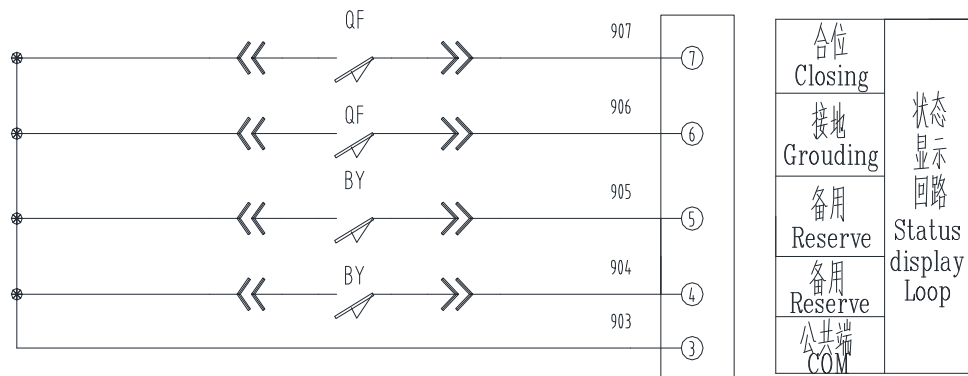 QF
907
⑦
QF
906
⑥
BY
905
⑤
BY
904
④
903
③
合位
Closing
接地
Grouding
备用
Reserve
备用
Reserve
公共端
COM
状态
显示
回路
Status
display
Loop